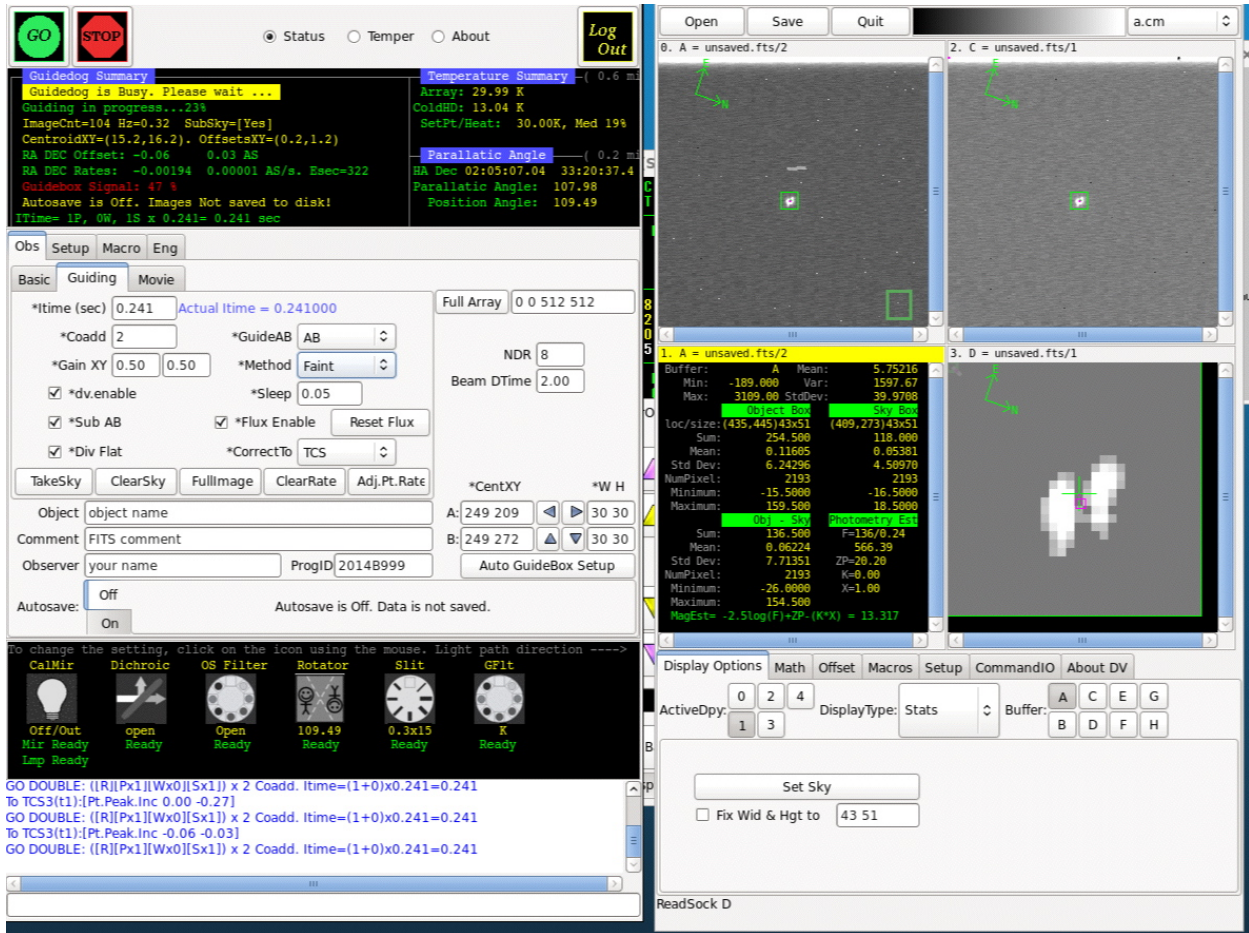 GO
STOP
Status
Temper
About
Log
Out
Guidedog Summary
Guidedog is Busy. Please wait ...
Guiding in progress...23%
ImageCnt=104 Hz=0.32 SubSky=[Yes]
CentroidXY=(15.2,16.2). OffsetsXY=(0.2,1.2)
RA DEC Offset: -0.06 0.03 AS
RA DEC Rates: -0.00194 0.00001 AS/s. Esec=322
Guidebox Signal: 47 %
Autosave is Off. Images Not saved to disk!
ITime= 1P, 0W, 1S x 0.241= 0.241 sec
Temperature Summary ( 0.6 mi
Array: 29.99 K
ColdHD: 13.04 K
SetPt/Heat: 30.00K, Med 19%
Parallatic Angle ( 0.2 mi
HA Dec 02:05:07.04 33:20:37.4
Parallatic Angle: 107.98
Position Angle: 109.49
Obs Setup Macro Eng
Basic Guiding Movie
*Itime (sec) 0.241 Actual Itime = 0.241000
*Coadd 2 *GuideAB AB
*Gain XY 0.50 0.50 *Method Faint
*dv.enable *Sleep 0.05
*Sub AB *Flux Enable Reset Flux
*Div Flat *CorrectTo TCS
TakeSky ClearSky FullImage ClearRate Adj.Pt.Rate
Full Array 0 0 512 512
NDR 8
Beam DTime 2.00
*CentXY *W H
A: 249 209 30 30
B: 249 272 30 30
Auto GuideBox Setup
Object object name
Comment FITS comment
Observer your name ProgID 2014B999
Autosave: Off
On
Autosave is Off. Data is not saved.
To change the setting, click on the icon using the mouse. Light path direction ---->
CalMir Dichroic OS Filter Rotator Slit GFlt
Off/Out open Open 109.49 0.3x15 K
Mir Ready Ready Ready Ready Ready Ready
Lmp Ready
GO DOUBLE: ([R][Px1][Wx0][Sx1]) x 2 Coadd. Itime=(1+0)x0.241=0.241
To TCS3(t1):[Pt.Peak.Inc 0.00 -0.27]
GO DOUBLE: ([R][Px1][Wx0][Sx1]) x 2 Coadd. Itime=(1+0)x0.241=0.241
To TCS3(t1):[Pt.Peak.Inc -0.06 -0.03]
GO DOUBLE: ([R][Px1][Wx0][Sx1]) x 2 Coadd. Itime=(1+0)x0.241=0.241
8
2
0
5
Open Save Quit a.cm
0. A = unsaved.fts/2
E
N
2. C = unsaved.fts/1
E
N
1. A = unsaved.fts/2
Buffer: A Mean: 5.75216
Min: -189.000 Var: 1597.67
Max: 3109.00 StdDev: 39.9708
Object Box Sky Box
loc/size:(435,445)43x51 (409,273)43x51
Sum: 254.500 118.000
Mean: 0.11605 0.05381
Std Dev: 6.24296 4.50970
NumPixel: 2193 2193
Minimum: -15.5000 -16.5000
Maximum: 159.500 18.5000
Obj - Sky Photometry Est
Sum: 136.500 F=136/0.24
Mean: 0.06224 566.39
Std Dev: 7.71351 ZP=20.20
NumPixel: 2193 K=0.00
Minimum: -26.0000 X=1.00
Maximum: 154.500
MagEst= -2.5log(F)+ZP-(K*X) = 13.317
3. D = unsaved.fts/1
E
N
Display Options Math Offset Macros Setup CommandIO About DV
ActiveDpy: 0 2 4 DisplayType: Stats Buffer: A C E G
1 3 B D F H
Set Sky
Fix Wid & Hgt to 43 51
ReadSock D